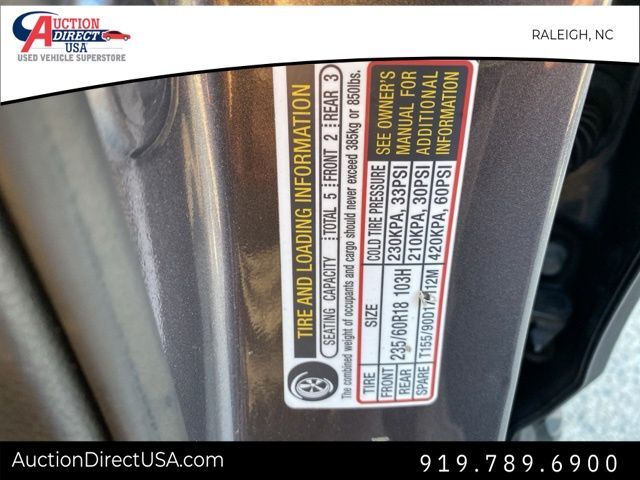 AUCTION
DIRECT
USA
USED VEHICLE SUPERSTORE
RALEIGH, NC
TIRE AND LOADING INFORMATION
SEATING CAPACITY TOTAL 5 FRONT 2 REAR 3
The combined weight of occupants and cargo should never exceed 385kg or 850lbs.
TIRE SIZE COLD TIRE PRESSURE
FRONT 235/60R18 103H 230KPA, 33PSI
REAR 210KPA, 30PSI
SPARE 420KPA, 60PSI
SEE OWNER'S
MANUAL FOR
ADDITIONAL
INFORMATION
AuctionDirectUSA.com
919.789.6900